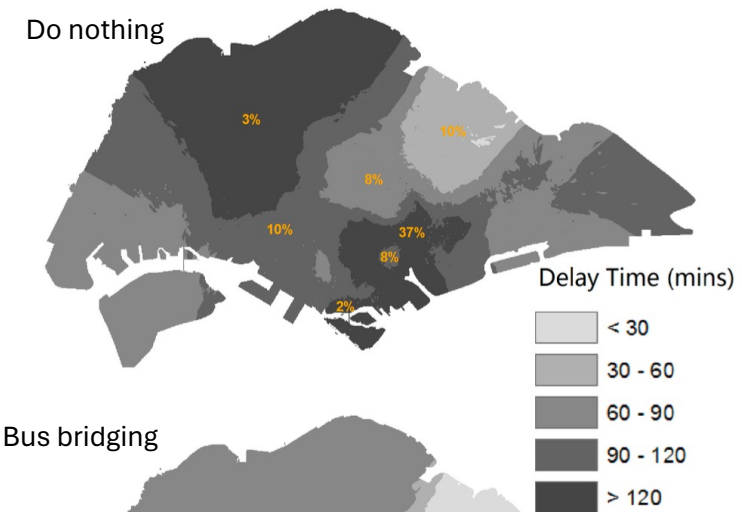 Do nothing
3%
10%
8%
10%
37%
8%
2%
Delay Time (mins)
< 30
30 - 60
60 - 90
90 - 120
> 120
Bus bridging